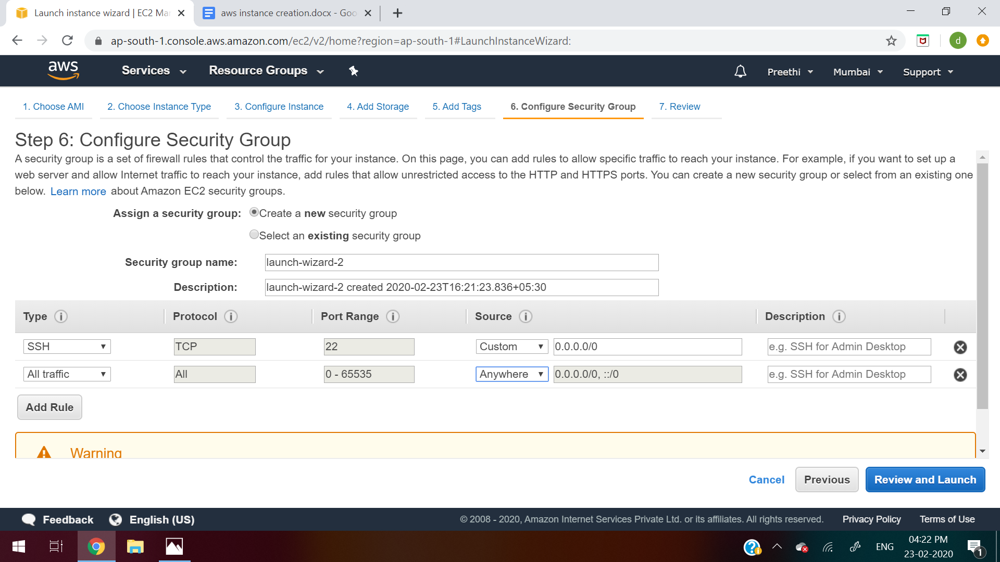 Launch instance wizard | EC2 Mar
aws instance creation.docx - Goo
ap-south-1.console.aws.amazon.com/ec2/v2/home?region=ap-south-1#LaunchInstanceWizard:
d
aws
Services
Resource Groups
Preethi
Mumbai
Support
1. Choose AMI
2. Choose Instance Type
3. Configure Instance
4. Add Storage
5. Add Tags
6. Configure Security Group
7. Review
Step 6: Configure Security Group
A security group is a set of firewall rules that control the traffic for your instance. On this page, you can add rules to allow specific traffic to reach your instance. For example, if you want to set up a
web server and allow Internet traffic to reach your instance, add rules that allow unrestricted access to the HTTP and HTTPS ports. You can create a new security group or select from an existing one
below. Learn more about Amazon EC2 security groups.
Assign a security group: Create a new security group
Select an existing security group
Security group name: launch-wizard-2
Description: launch-wizard-2 created 2020-02-23T16:21:23.836+05:30
Type i Protocol i Port Range i Source i Description i
SSH TCP 22 Custom 0.0.0.0/0 e.g. SSH for Admin Desktop
All traffic All 0 - 65535 Anywhere 0.0.0.0/0, ::/0 e.g. SSH for Admin Desktop
Add Rule
Warning
Cancel Previous Review and Launch
Feedback
English (US)
© 2008 - 2020, Amazon Internet Services Private Ltd. or its affiliates. All rights reserved.
Privacy Policy
Terms of Use
ENG
04:22 PM
23-02-2020
1